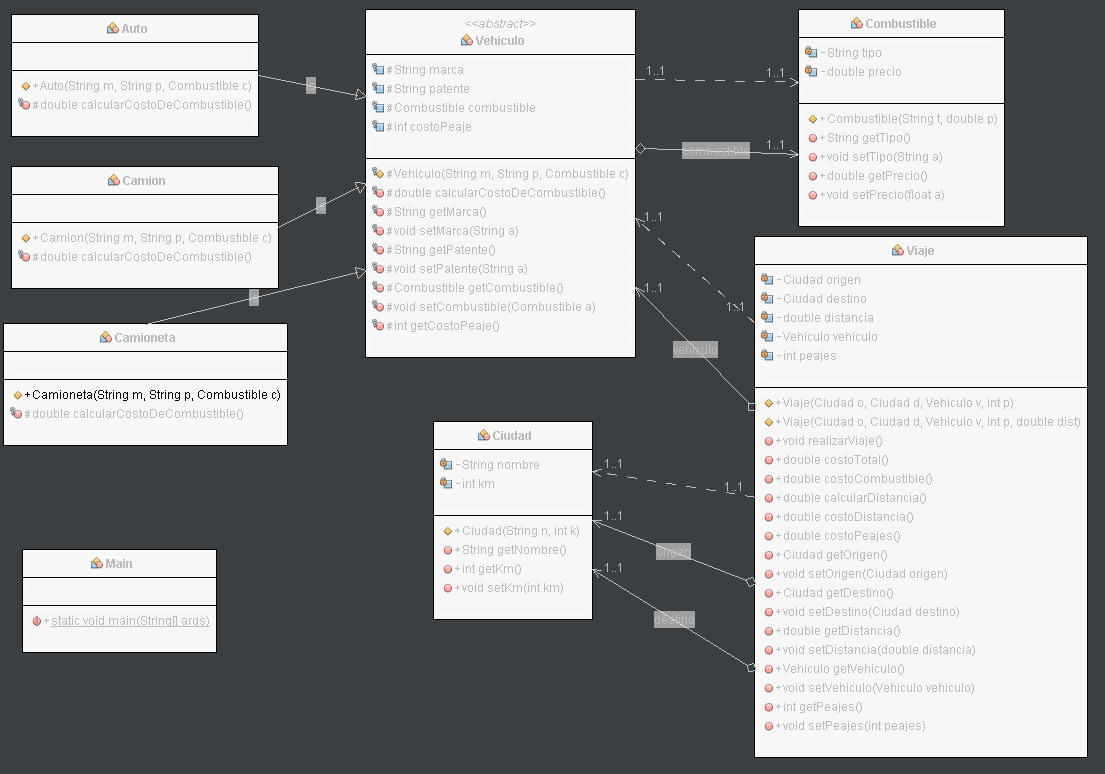 Auto
+Auto(String m, String p, Combustible c)
#double calcularCostoDeCombustible()
<<abstract>>
Vehiculo
#String marca
#String patente
#Combustible combustible
#int costoPeaje
#Vehiculo(String m, String p, Combustible c)
#double calcularCostoDeCombustible()
#String getMarca()
#void setMarca(String a)
#String getPatente()
#void setPatente(String a)
#Combustible getCombustible()
#void setCombustible(Combustible a)
#int getCostoPeaje()
1..1
1..1
combustible
1..1
Combustible
-String tipo
-double precio
+Combustible(String t, double p)
+String getTipo()
+void setTipo(String a)
+double getPrecio()
+void setPrecio(float a)
Camion
+Camion(String m, String p, Combustible c)
#double calcularCostoDeCombustible()
Camioneta
+Camioneta(String m, String p, Combustible c)
#double calcularCostoDeCombustible()
1..1
1..1
1..1
vehiculo
Viaje
-Ciudad origen
-Ciudad destino
-double distancia
-Vehiculo vehiculo
-int peajes
+Viaje(Ciudad o, Ciudad d, Vehiculo v, int p)
+Viaje(Ciudad o, Ciudad d, Vehiculo v, int p, double dist)
+void realizarViaje()
+double costoTotal()
+double costoCombustible()
+double calcularDistancia()
+double costoDistancia()
+double costoPeajes()
+Ciudad getOrigen()
+void setOrigen(Ciudad origen)
+Ciudad getDestino()
+void setDestino(Ciudad destino)
+double getDistancia()
+void setDistancia(double distancia)
+Vehiculo getVehiculo()
+void setVehiculo(Vehiculo vehiculo)
+int getPeajes()
+void setPeajes(int peajes)
Ciudad
-String nombre
-int km
+Ciudad(String n, int k)
+String getNombre()
+int getKm()
+void setKm(int km)
1..1
1..1
1..1
origen
1..1
destino
Main
+static void main(String[] args)